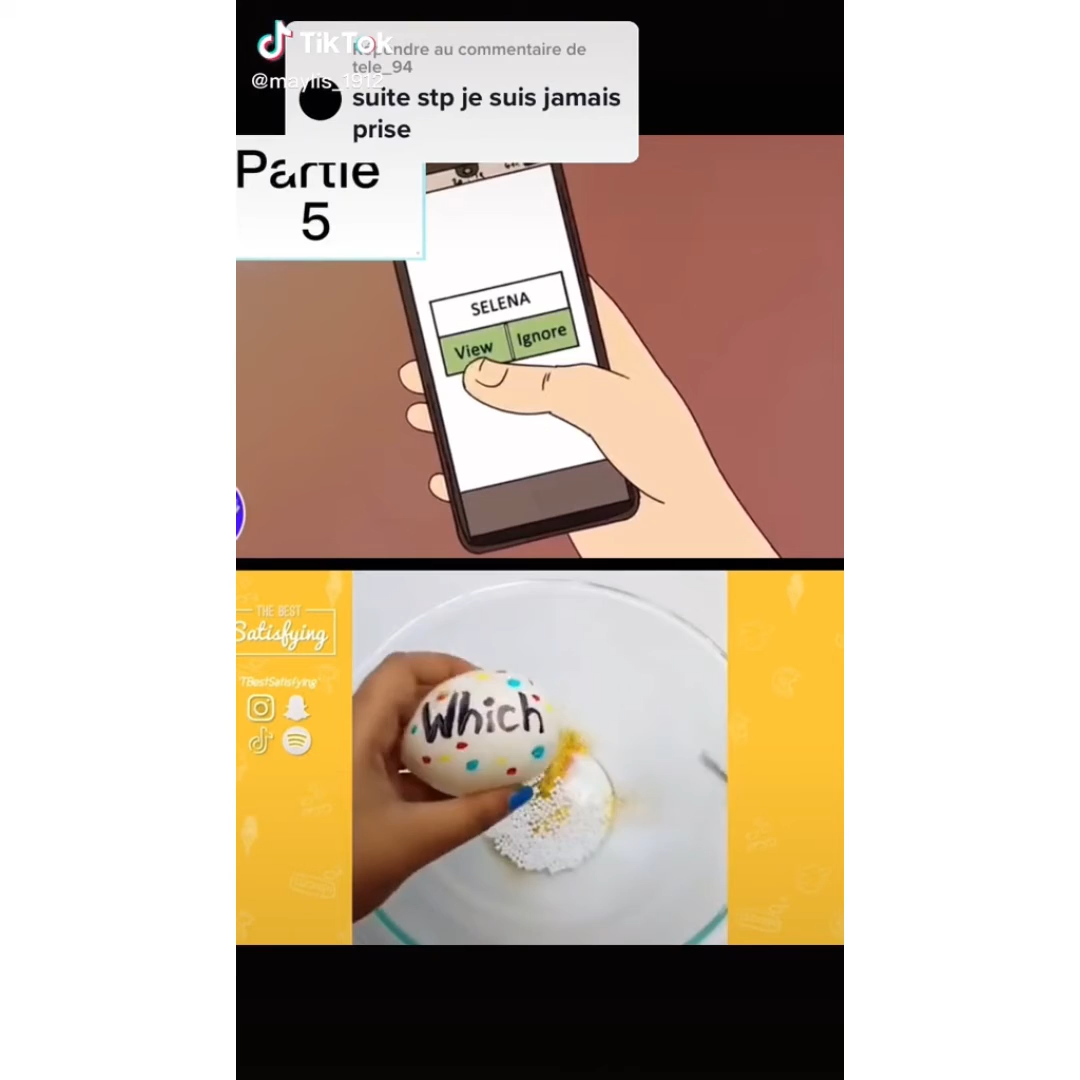 TikTok
@maylis_1912
Répondre au commentaire de
tele_94
suite stp je suis jamais
prise
Partie
5
SELENA
View
Ignore
THE BEST
Satisfying
TBestSatisfying
Which